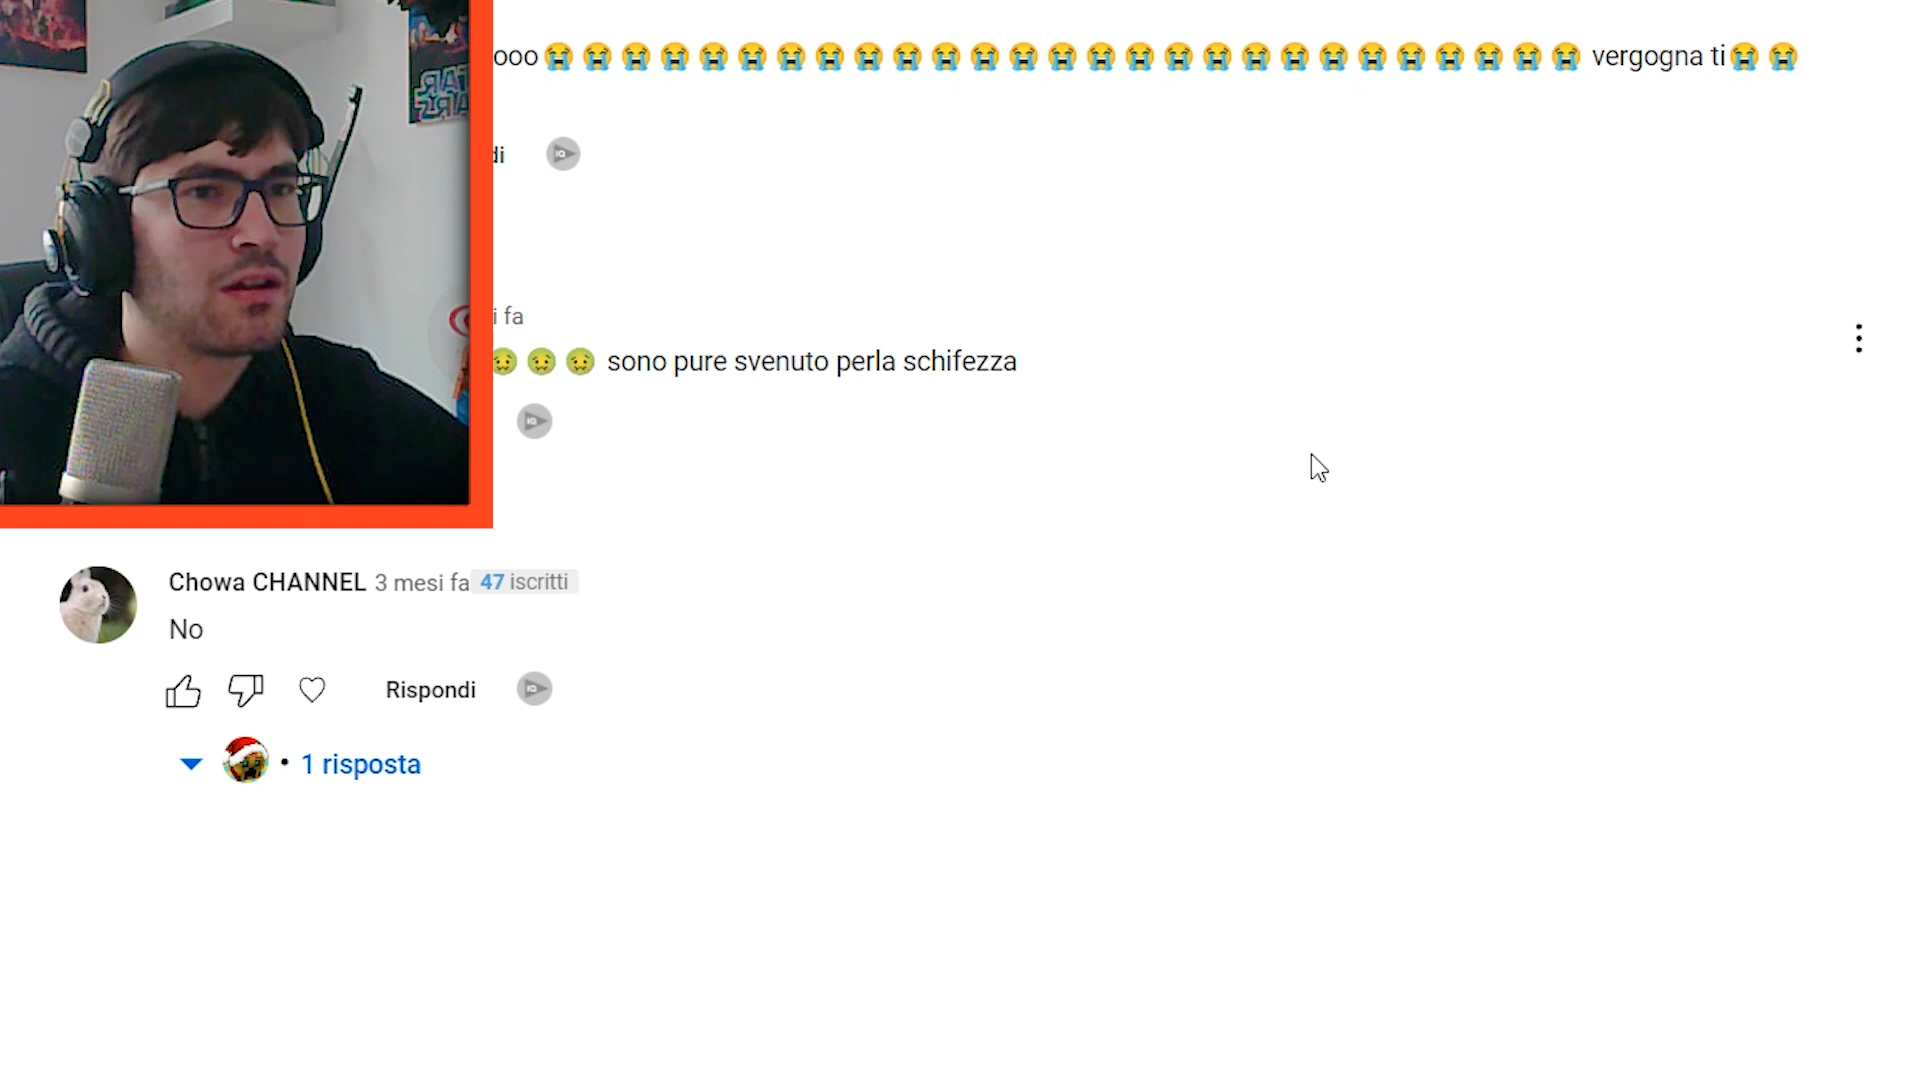 ooo😭😭😭😭😭😭😭😭😭😭😭😭😭😭😭😭😭😭😭😭😭😭😭😭😭😭😭 vergogna ti😭😭
di
i fa
🤢🤢🤢 sono pure svenuto perla schifezza
Chowa CHANNEL 3 mesi fa 47 iscritti
No
Rispondi
1 risposta